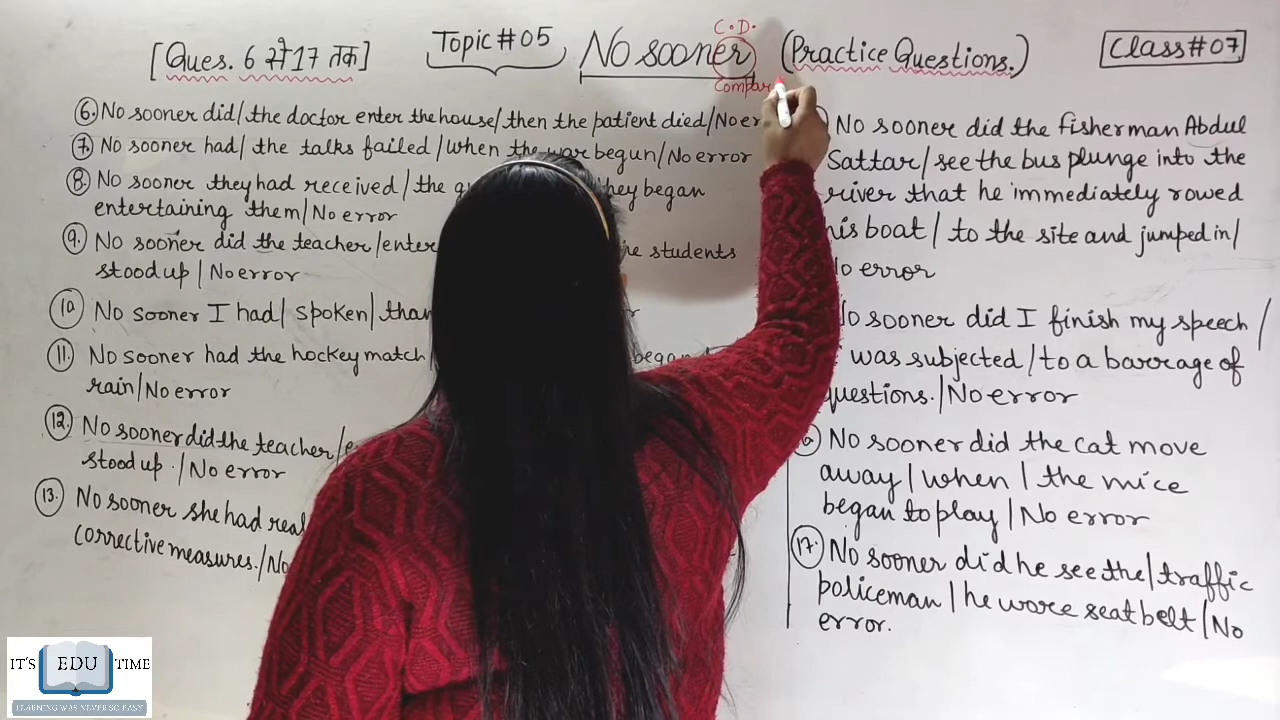 [Ques. 6 से 17 तक]
Topic # 05
No sooner
C.D.
(Practice Questions.)
Class # 07
6. No sooner did/the doctor enter the house/then the patient died/No
7. No sooner had/ the talks failed/when the war begun/No error
8. No sooner they had received/the they began
entertaining them/No error
9. No sooner did the teacher/enter students
stood up/No error
10 No sooner I had/ spoken/than
11. No sooner had the hockey match began
rain/No error
12. No sooner did the teacher/
stood up./No error
13. No sooner she had
corrective measures./No
No sooner did the fisherman Abdul
Sattar/see the bus plunge into the
river that he immediately rowed
his boat/ to the site and jumped in/
No error
No sooner did I finish my speech/
was subjected/to a barrage of
questions./No error
No sooner did the cat move
away/when/the mice
began to play/No error
17. No sooner did he see the/traffic
policeman/he wore seat belt/No
error.
IT'S EDU TIME
LEARNING WAS NEVER SO EASY